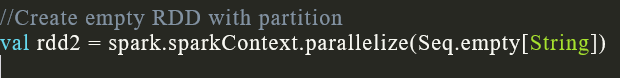 //Create empty RDD with partition
val rdd2 = spark.sparkContext.parallelize(Seq.empty[String])